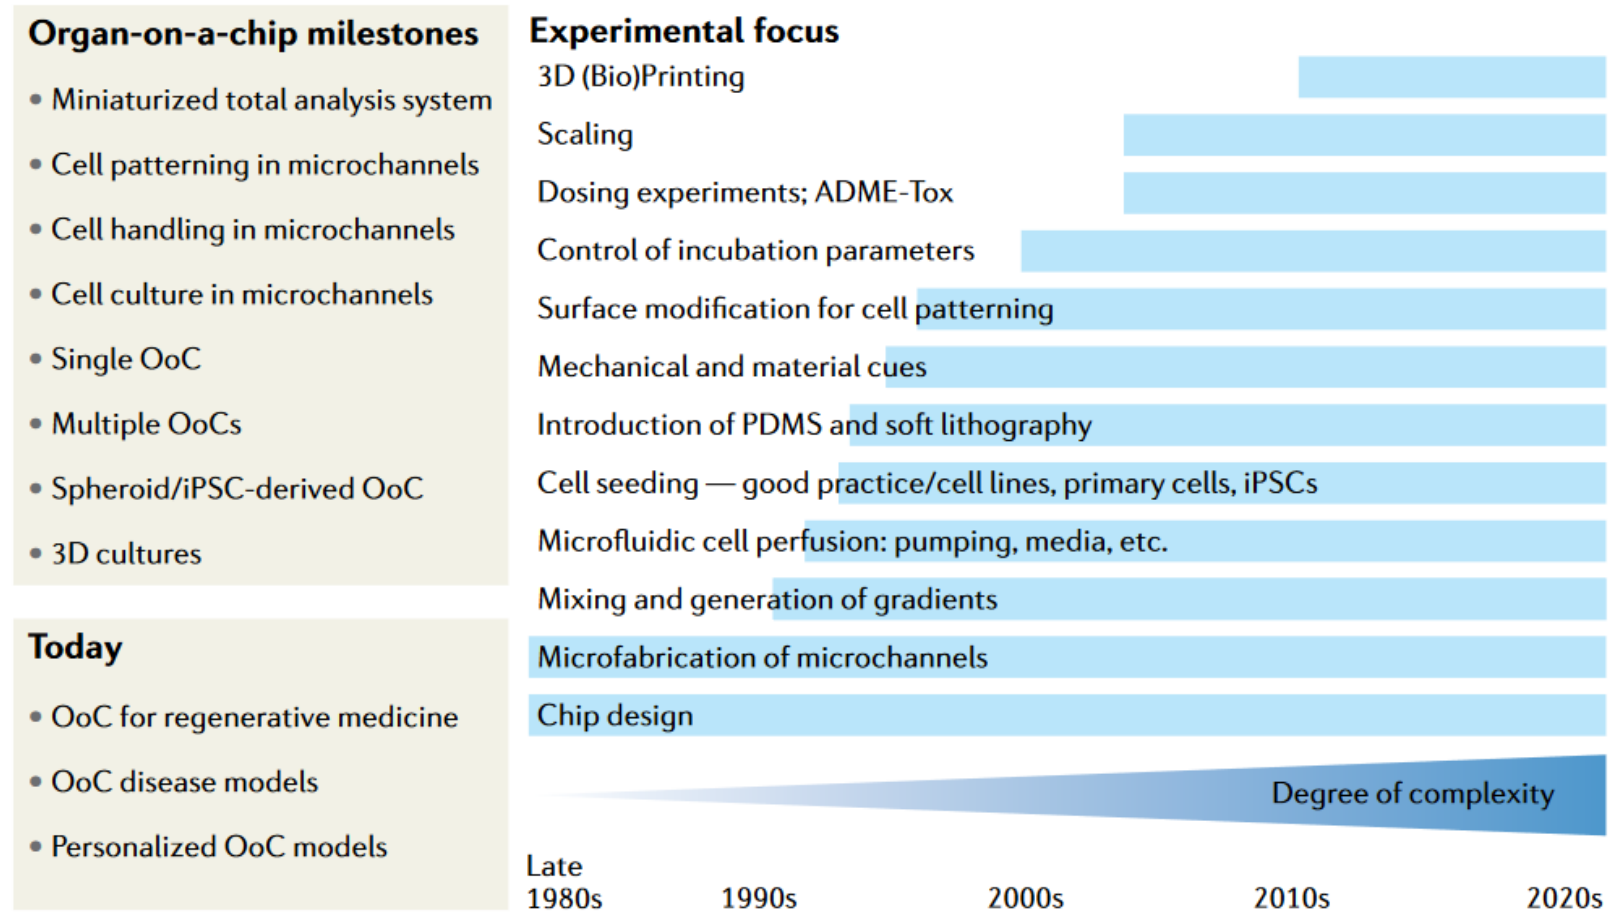 Organ-on-a-chip milestones
• Miniaturized total analysis system
• Cell patterning in microchannels
• Cell handling in microchannels
• Cell culture in microchannels
• Single OoC
• Multiple OoCs
• Spheroid/iPSC-derived OoC
• 3D cultures
Today
• OoC for regenerative medicine
• OoC disease models
• Personalized OoC models
Experimental focus
3D (Bio)Printing
Scaling
Dosing experiments; ADME-Tox
Control of incubation parameters
Surface modification for cell patterning
Mechanical and material cues
Introduction of PDMS and soft lithography
Cell seeding — good practice/cell lines, primary cells, iPSCs
Microfluidic cell perfusion: pumping, media, etc.
Mixing and generation of gradients
Microfabrication of microchannels
Chip design
Degree of complexity
Late
1980s 1990s 2000s 2010s 2020s